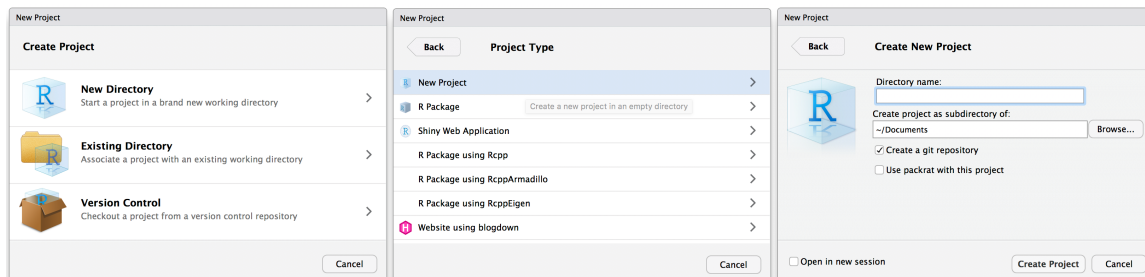 New Project
Create Project
New Directory
Start a project in a brand new working directory
Existing Directory
Associate a project with an existing working directory
Version Control
Checkout a project from a version control repository
Cancel
New Project
Back
Project Type
New Project
R Package
Create a new project in an empty directory
Shiny Web Application
R Package using Rcpp
R Package using RcppArmadillo
R Package using RcppEigen
Website using blogdown
Cancel
New Project
Back
Create New Project
Directory name:
Create project as subdirectory of:
~/Documents
Browse...
Create a git repository
Use packrat with this project
Open in new session
Create Project
Cancel